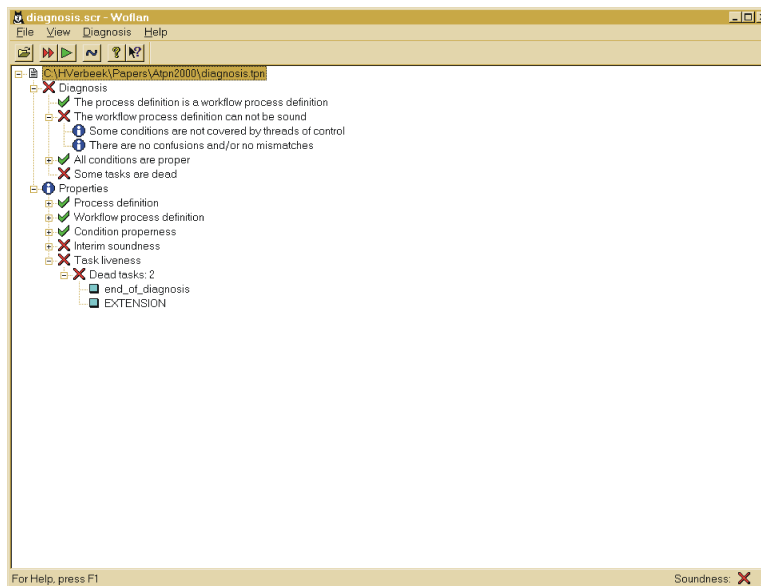 diagnosis.scr - Woflan
File View Diagnosis Help
C:\HVerbeek\Papers\Atpn2000\diagnosis.tpn
Diagnosis
The process definition is a workflow process definition
The workflow process definition can not be sound
Some conditions are not covered by threads of control
There are no confusions and/or no mismatches
All conditions are proper
Some tasks are dead
Properties
Process definition
Workflow process definition
Condition properness
Interim soundness
Task liveness
Dead tasks: 2
end_of_diagnosis
EXTENSION
For Help, press F1 Soundness: